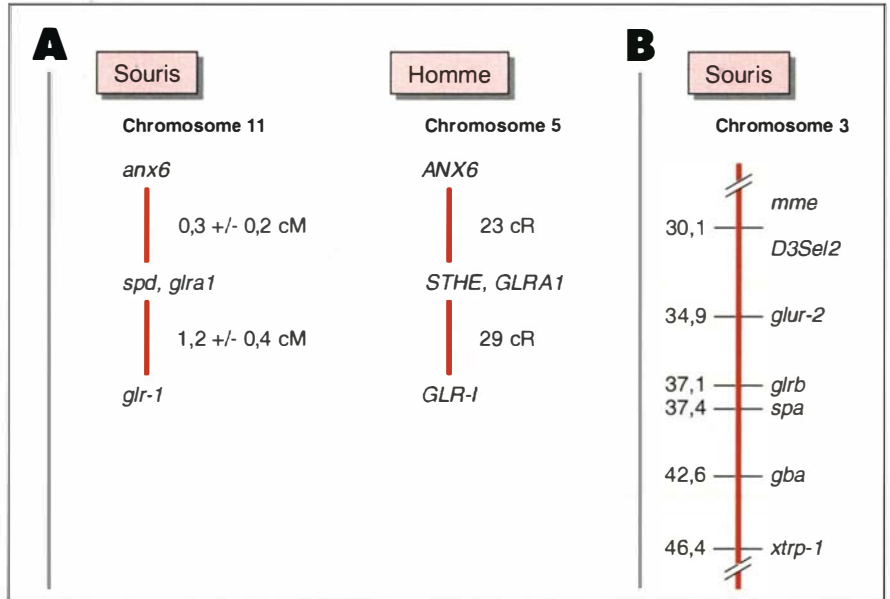 A
Souris
Homme
Chromosome 11
Chromosome 5
anx6
ANX6
0,3 +/- 0,2 cM
23 cR
spd, glra1
STHE, GLRA1
1,2 +/- 0,4 cM
29 cR
glr-1
GLR-I
B
Souris
Chromosome 3
mme
30,1
D3Sel2
34,9 glur-2
37,1 glrb
37,4 spa
42,6 gba
46,4 xtrp-1